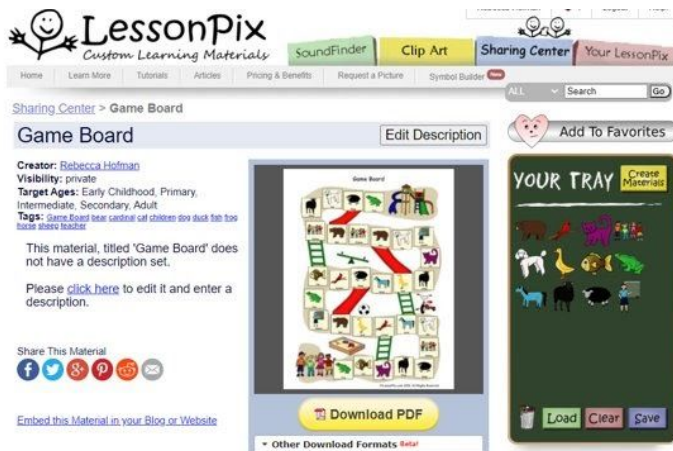 LessonPix
Custom Learning Materials
SoundFinder
Clip Art
Sharing Center
Your LessonPix
Home Learn More Tutorials Articles Pricing & Benefits Request a Picture Symbol Builder New
ALL Search Go
Sharing Center > Game Board
Game Board
Edit Description
Add To Favorites
Creator: Rebecca Hofman
Visibility: private
Target Ages: Early Childhood, Primary,
Intermediate, Secondary, Adult
Tags: Game Board bear cardinal cat children dog duck fish frog
horse sheep teacher
This material, titled 'Game Board' does
not have a description set.
Please click here to edit it and enter a
description.
Share This Material
Embed this Material in your Blog or Website
Game Board
Download PDF
Other Download Formats Beta!
YOUR TRAY
Create
Materials
Load Clear Save